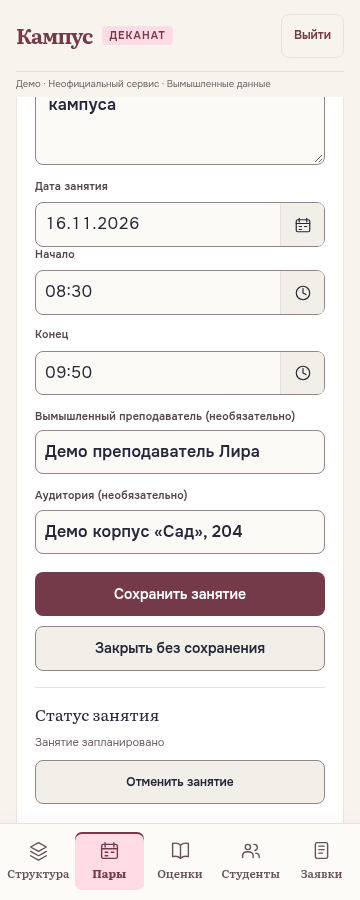 Кампус
ДЕКАНАТ
Выйти
Демо · Неофициальный сервис · Вымышленные данные
кампуса
Дата занятия
16.11.2026
Начало
08:30
Конец
09:50
Вымышленный преподаватель (необязательно)
Демо преподаватель Лира
Аудитория (необязательно)
Демо корпус «Сад», 204
Сохранить занятие
Закрыть без сохранения
Статус занятия
Занятие запланировано
Отменить занятие
Структура
Пары
Оценки
Студенты
Заявки